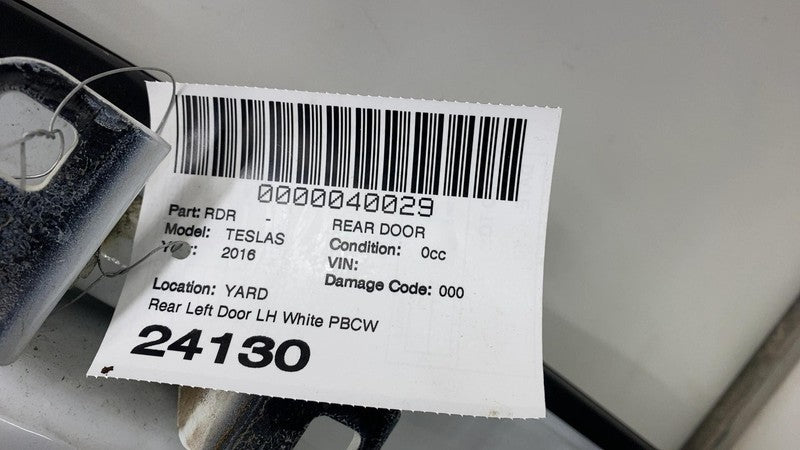 0000040029
Part: RDR - REAR DOOR
Model: TESLAS Condition: 0cc
2016 VIN:
Location: YARD Damage Code: 000
Rear Left Door LH White PBCW
24130